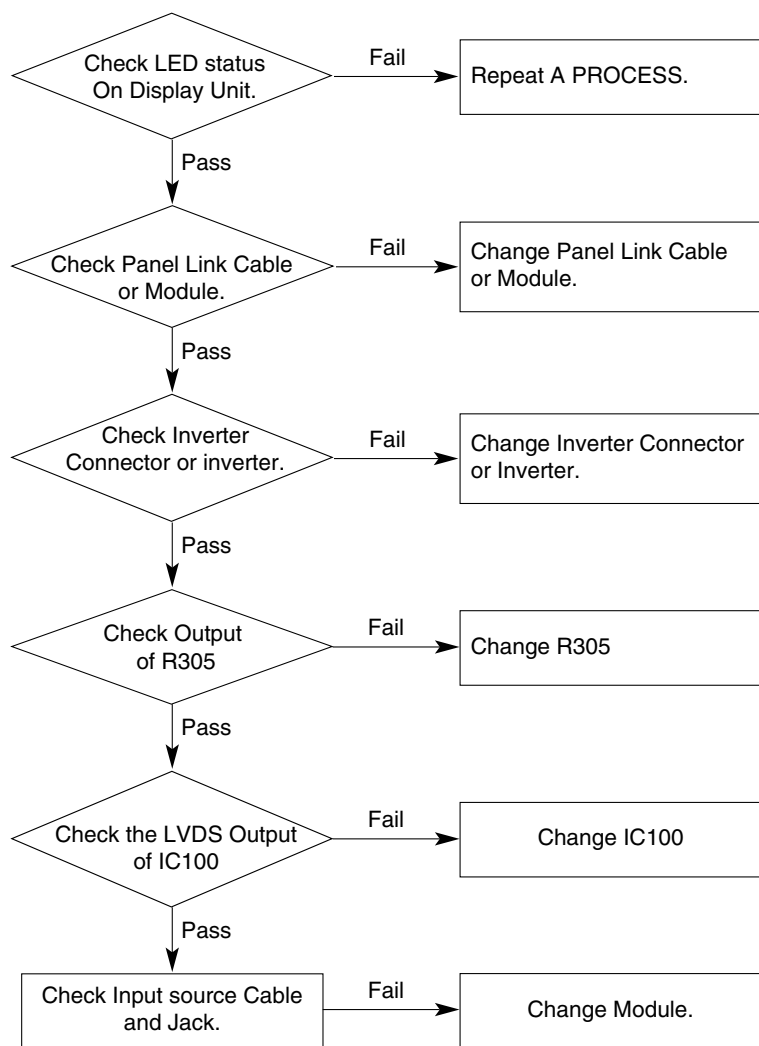 Check LED status
On Display Unit.
Fail
Repeat A PROCESS.
Pass
Check Panel Link Cable
or Module.
Fail
Change Panel Link Cable
or Module.
Pass
Check Inverter
Connector or inverter.
Fail
Change Inverter Connector
or Inverter.
Pass
Check Output
of R305
Fail
Change R305
Pass
Check the LVDS Output
of IC100
Fail
Change IC100
Pass
Check Input source Cable
and Jack.
Fail
Change Module.